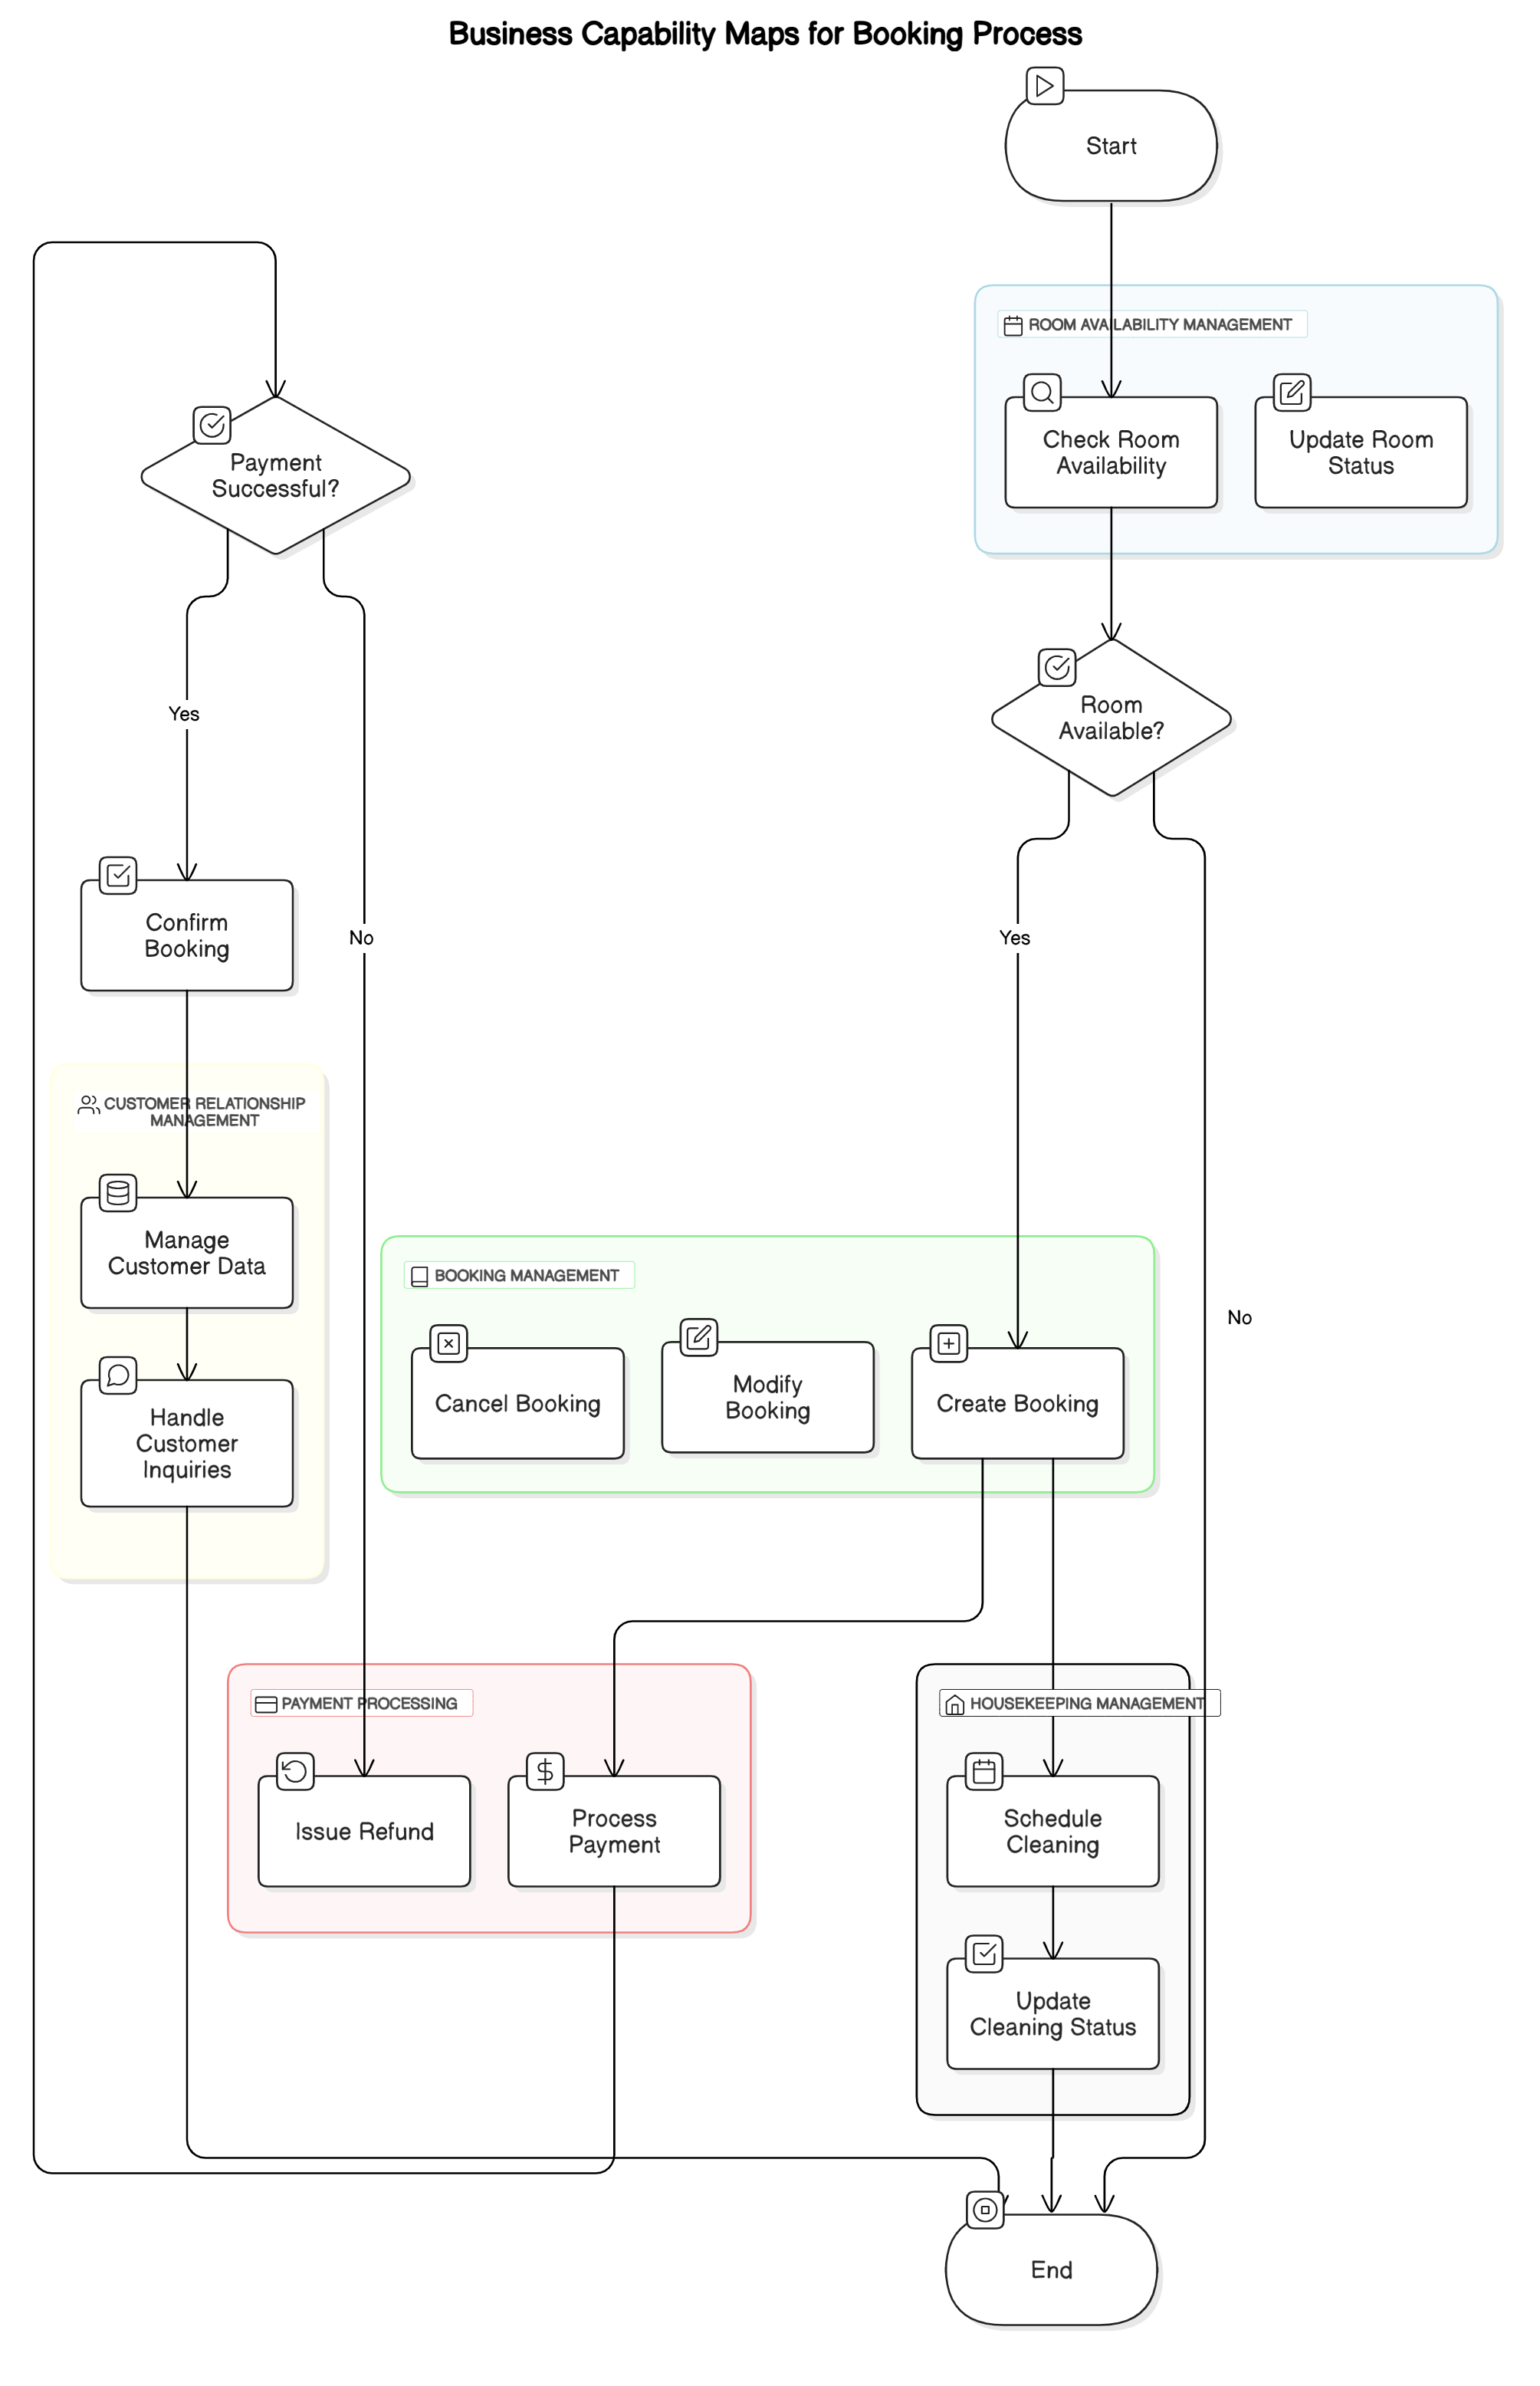 Business Capability Maps for Booking Process
Start
ROOM AVAILABILITY MANAGEMENT
Check Room
Availability
Update Room
Status
Payment
Successful?
Room
Available?
Yes
No
Yes
No
Confirm
Booking
CUSTOMER RELATIONSHIP
MANAGEMENT
Manage
Customer Data
Handle
Customer
Inquiries
BOOKING MANAGEMENT
Cancel Booking
Modify
Booking
Create Booking
PAYMENT PROCESSING
Issue Refund
Process
Payment
HOUSEKEEPING MANAGEMENT
Schedule
Cleaning
Update
Cleaning Status
End